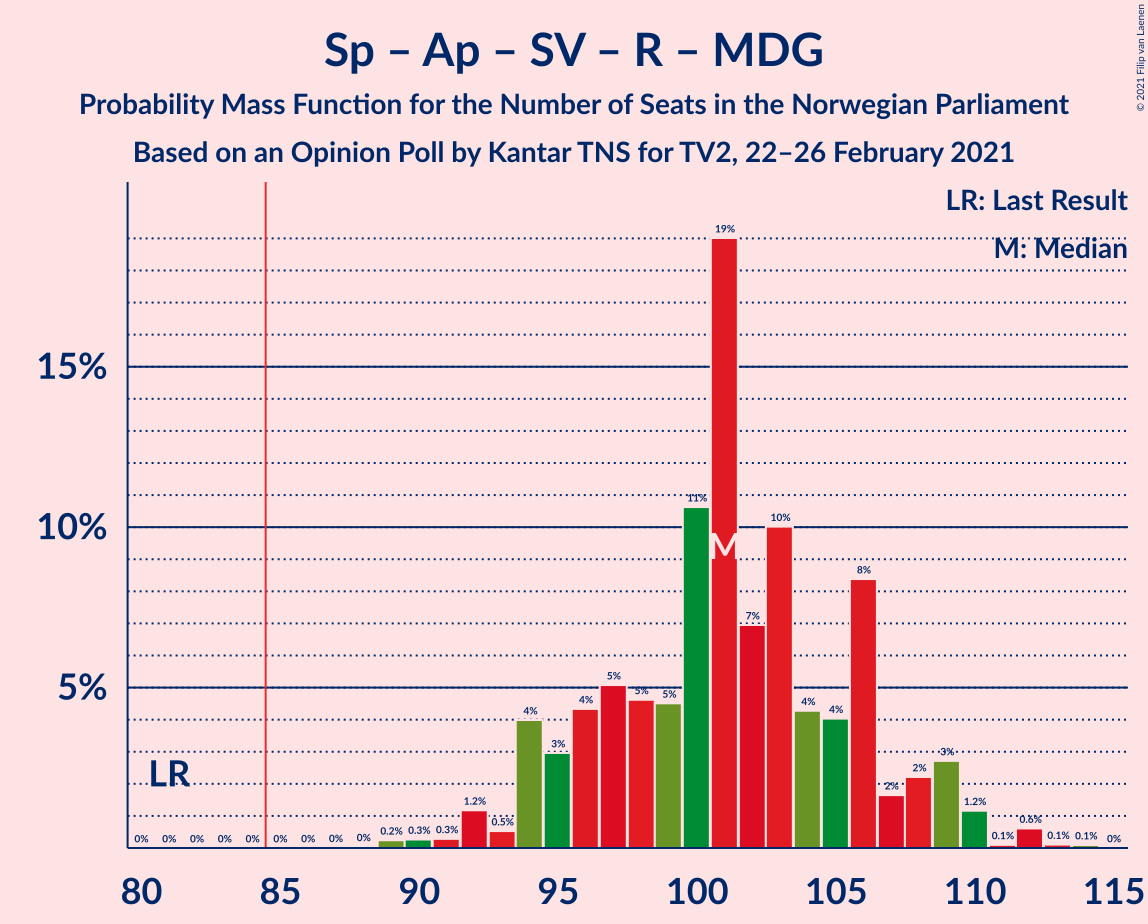 Sp – Ap – SV – R – MDG
Probability Mass Function for the Number of Seats in the Norwegian Parliament
Based on an Opinion Poll by Kantar TNS for TV2, 22–26 February 2021
© 2021 Filip van Laenen
LR: Last Result
M: Median
15%
10%
5%
LR
M
0% 0% 0% 0% 0% 0% 0% 0% 0% 0.2% 0.3% 0.3% 1.2% 0.5% 4% 3% 4% 5% 5% 5% 11% 19% 7% 10% 4% 4% 8% 2% 2% 3% 1.2% 0.1% 0.6% 0.1% 0.1% 0%
80 85 90 95 100 105 110 115